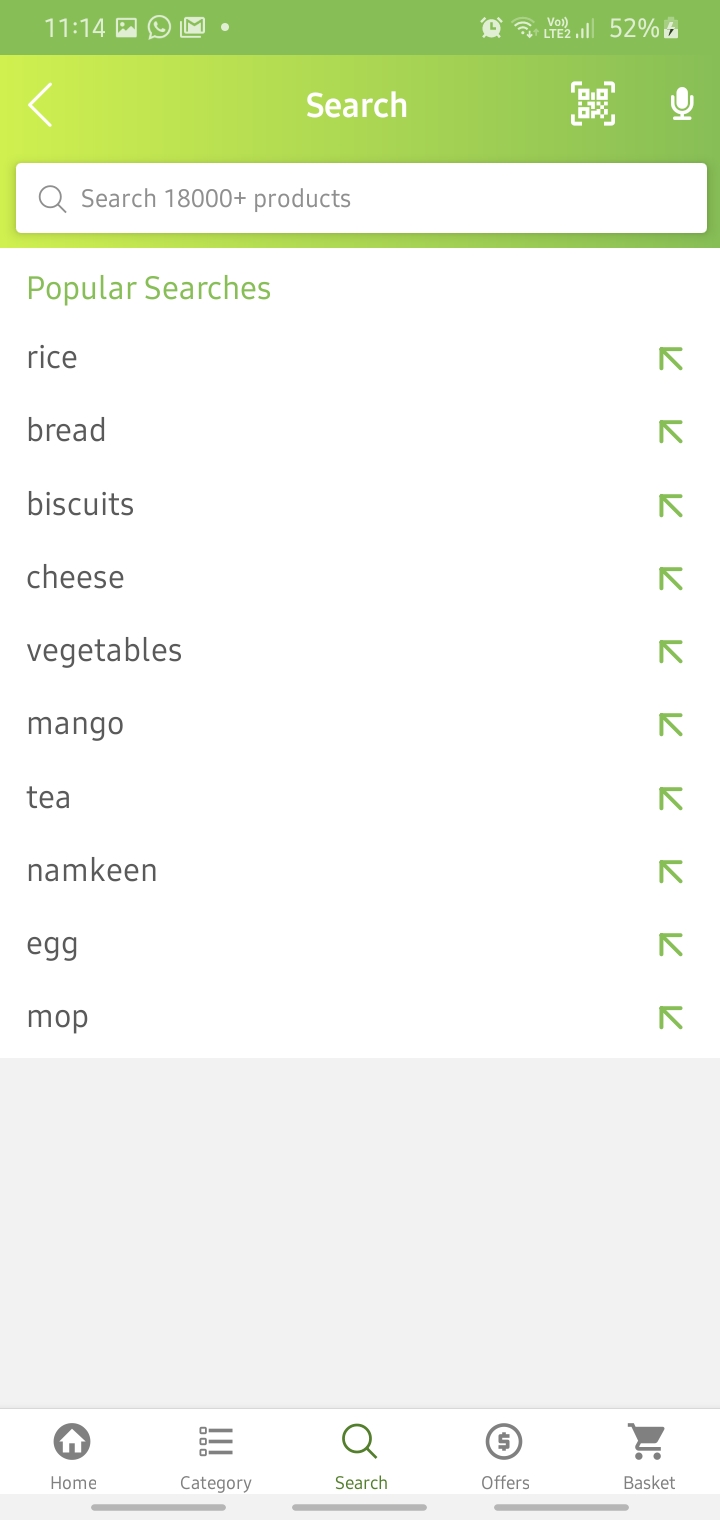 11:14
Vo))
LTE2
52%
Search
Search 18000+ products
Popular Searches
rice
bread
biscuits
cheese
vegetables
mango
tea
namkeen
egg
mop
Home
Category
Search
Offers
Basket